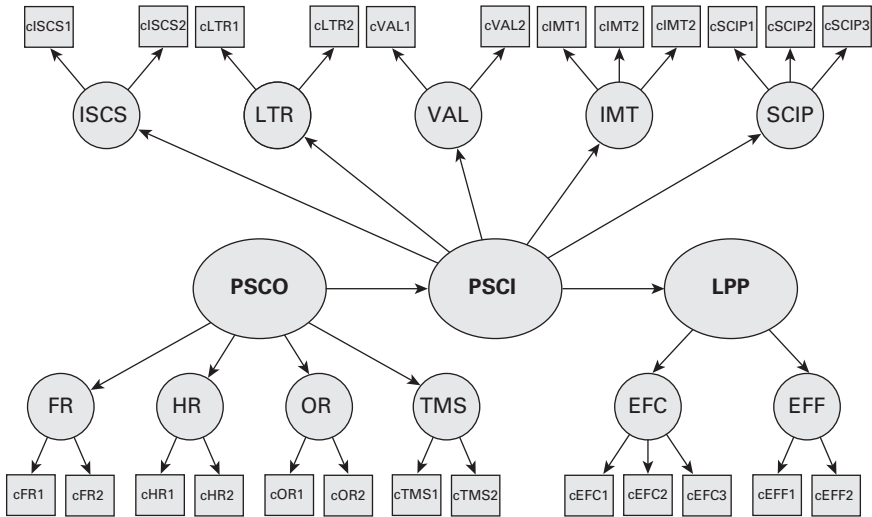 cISCS1
cISCS2
cLTR1
cLTR2
cVAL1
cVAL2
cIMT1
cIMT2
cIMT2
cSCIP1
cSCIP2
cSCIP3
ISCS
LTR
VAL
IMT
SCIP
PSCO
PSCI
LPP
FR
HR
OR
TMS
EFC
EFF
cFR1
cFR2
cHR1
cHR2
cOR1
cOR2
cTMS1
cTMS2
cEFC1
cEFC2
cEFC3
cEFF1
cEFF2